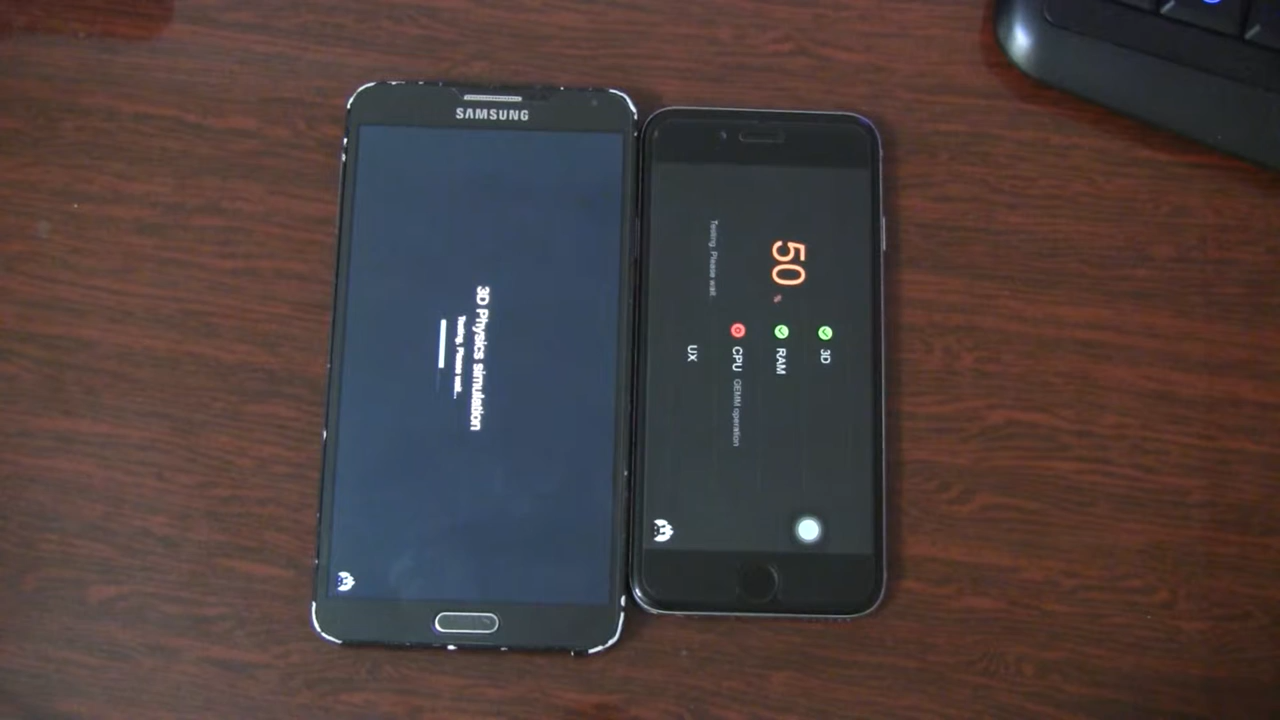 SAMSUNG
3D Physics simulation
Testing. Please wait...
50 %
Testing. Please wait.
3D
RAM
CPU GEMM operation
UX